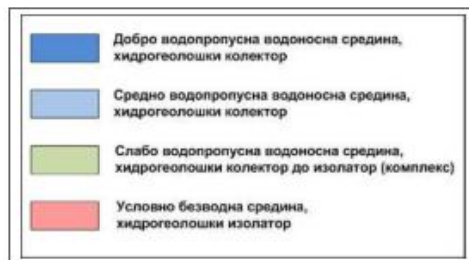 Добро водопропусна водоносна средина,
хидрогеолошки колектор
Средно водопропусна водоносна средина,
хидрогеолошки колектор
Слабо водопропусна водоносна средина,
хидрогеолошки колектор до изолатор (комплекс)
Условно безводна средина,
хидрогеолошки изолатор